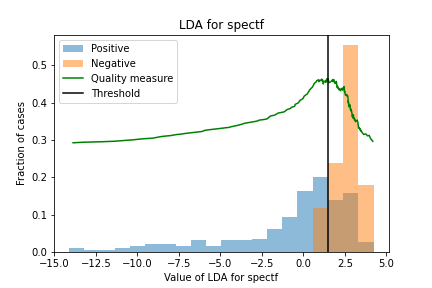 LDA for spectf
Positive
Negative
Quality measure
Threshold
Fraction of cases
0.5
0.4
0.3
0.2
0.1
0.0
−15.0 −12.5 −10.0 −7.5 −5.0 −2.5 0.0 2.5 5.0
Value of LDA for spectf